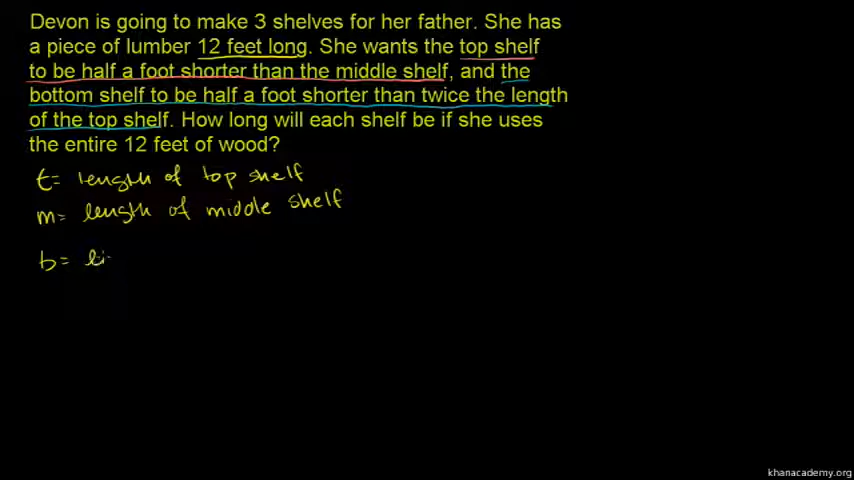 Devon is going to make 3 shelves for her father. She has
a piece of lumber 12 feet long. She wants the top shelf
to be half a foot shorter than the middle shelf, and the
bottom shelf to be half a foot shorter than twice the length
of the top shelf. How long will each shelf be if she uses
the entire 12 feet of wood?
t= length of top shelf
m= length of middle shelf
b=
khanacademy.org